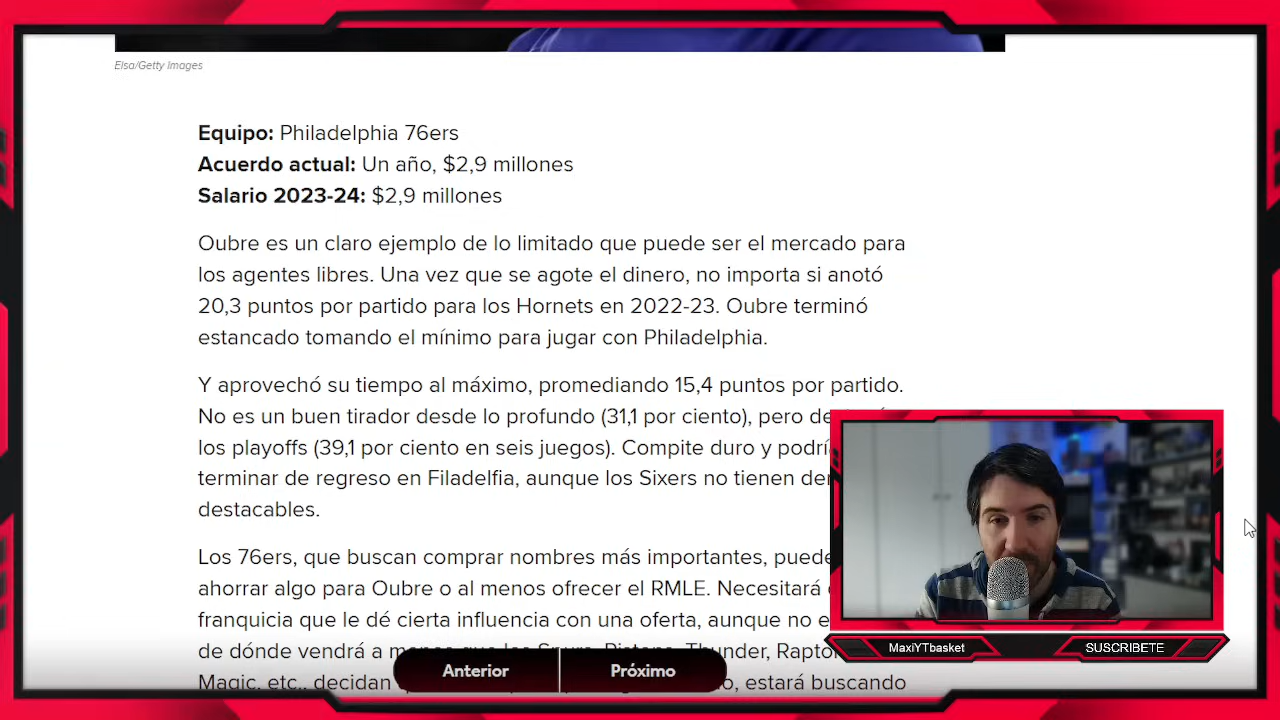 Elsa/Getty Images
Equipo: Philadelphia 76ers
Acuerdo actual: Un año, $2,9 millones
Salario 2023-24: $2,9 millones
Oubre es un claro ejemplo de lo limitado que puede ser el mercado para
los agentes libres. Una vez que se agote el dinero, no importa si anotó
20,3 puntos por partido para los Hornets en 2022-23. Oubre terminó
estancado tomando el mínimo para jugar con Philadelphia.
Y aprovechó su tiempo al máximo, promediando 15,4 puntos por partido.
No es un buen tirador desde lo profundo (31,1 por ciento), pero
los playoffs (39,1 por ciento en seis juegos). Compite duro y podría
terminar de regreso en Filadelfia, aunque los Sixers no tienen
destacables.
Los 76ers, que buscan comprar nombres más importantes,
ahorrar algo para Oubre o al menos ofrecer el RMLE. Necesitará
franquicia que le dé cierta influencia con una oferta, aunque no
de dónde vendrá a menos que los Spurs, Pistons, Thunder,
Magic, etc., decidan
estará buscando
Anterior
Próximo
MaxiYTbasket
SUSCRIBETE